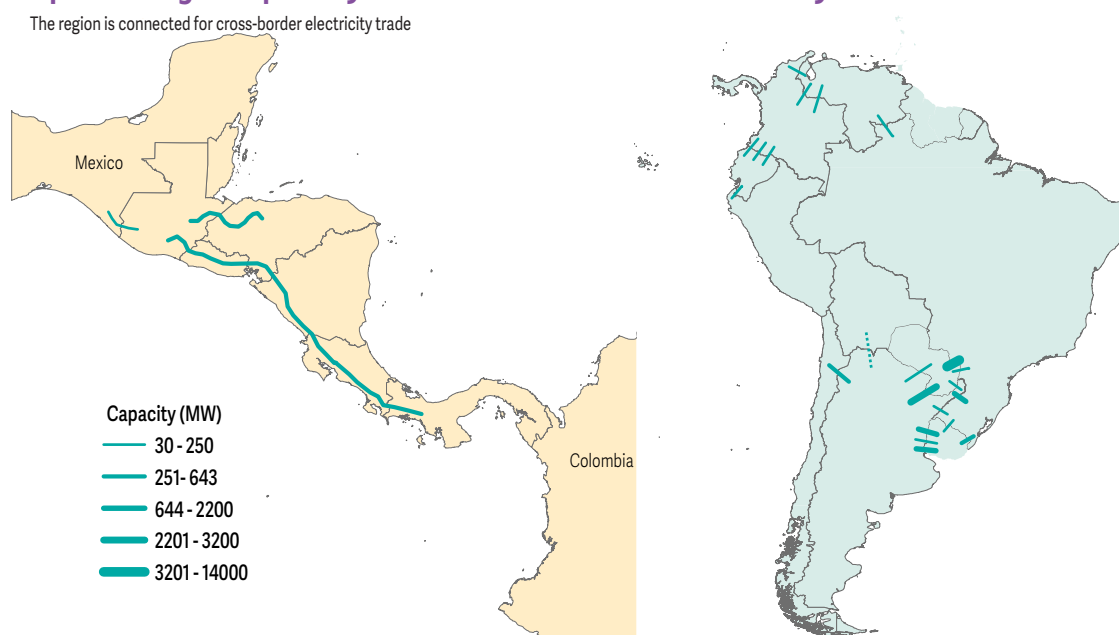 The region is connected for cross-border electricity trade
Mexico
Colombia
Capacity (MW)
30 - 250
251- 643
644 - 2200
2201 - 3200
3201 - 14000